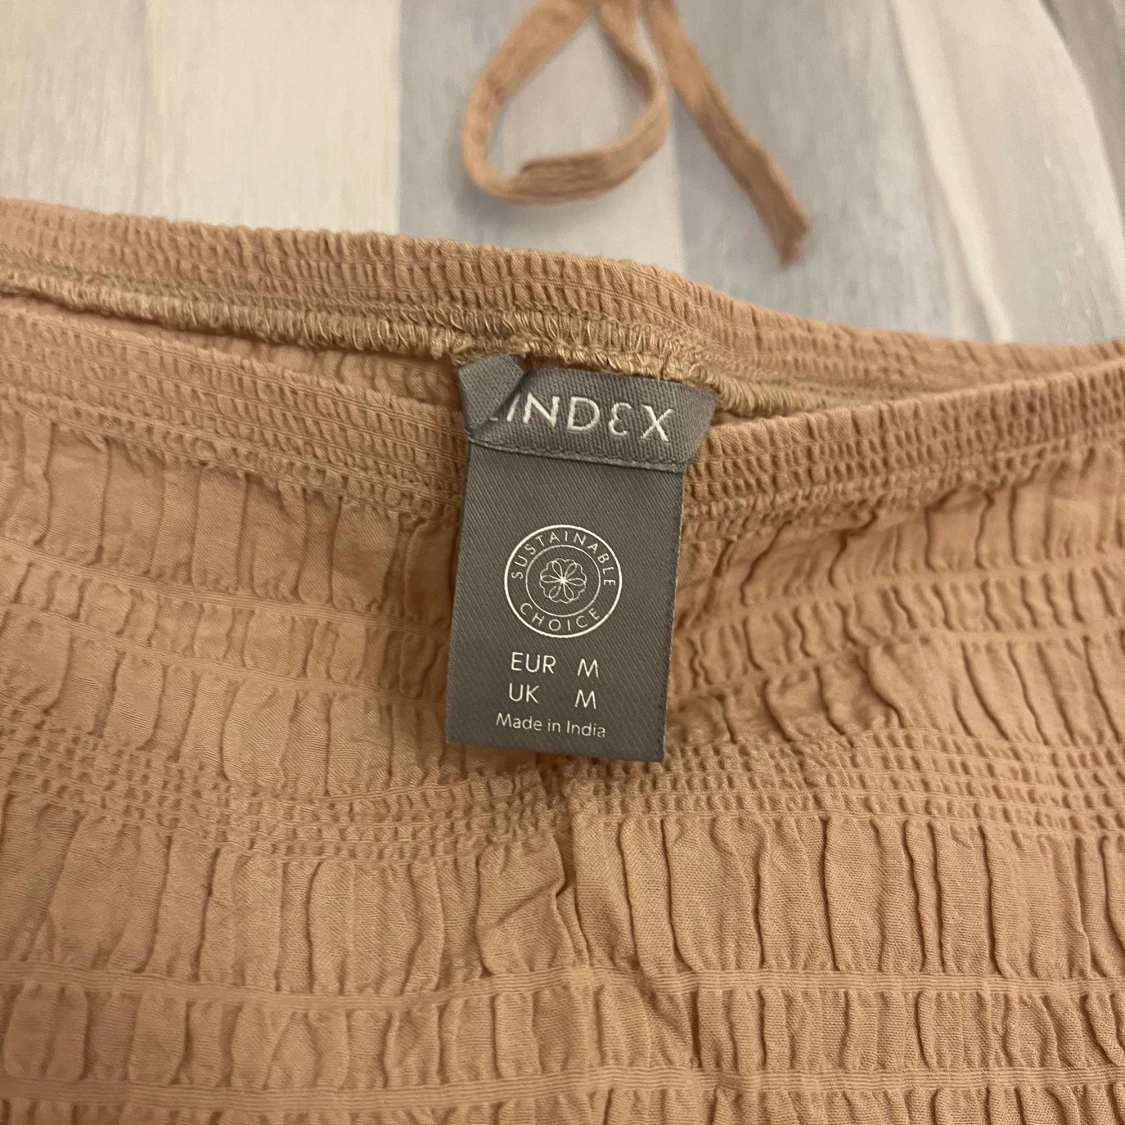 LINDEX
SUSTAINABLE
CHOICE
EUR M
UK M
Made in India